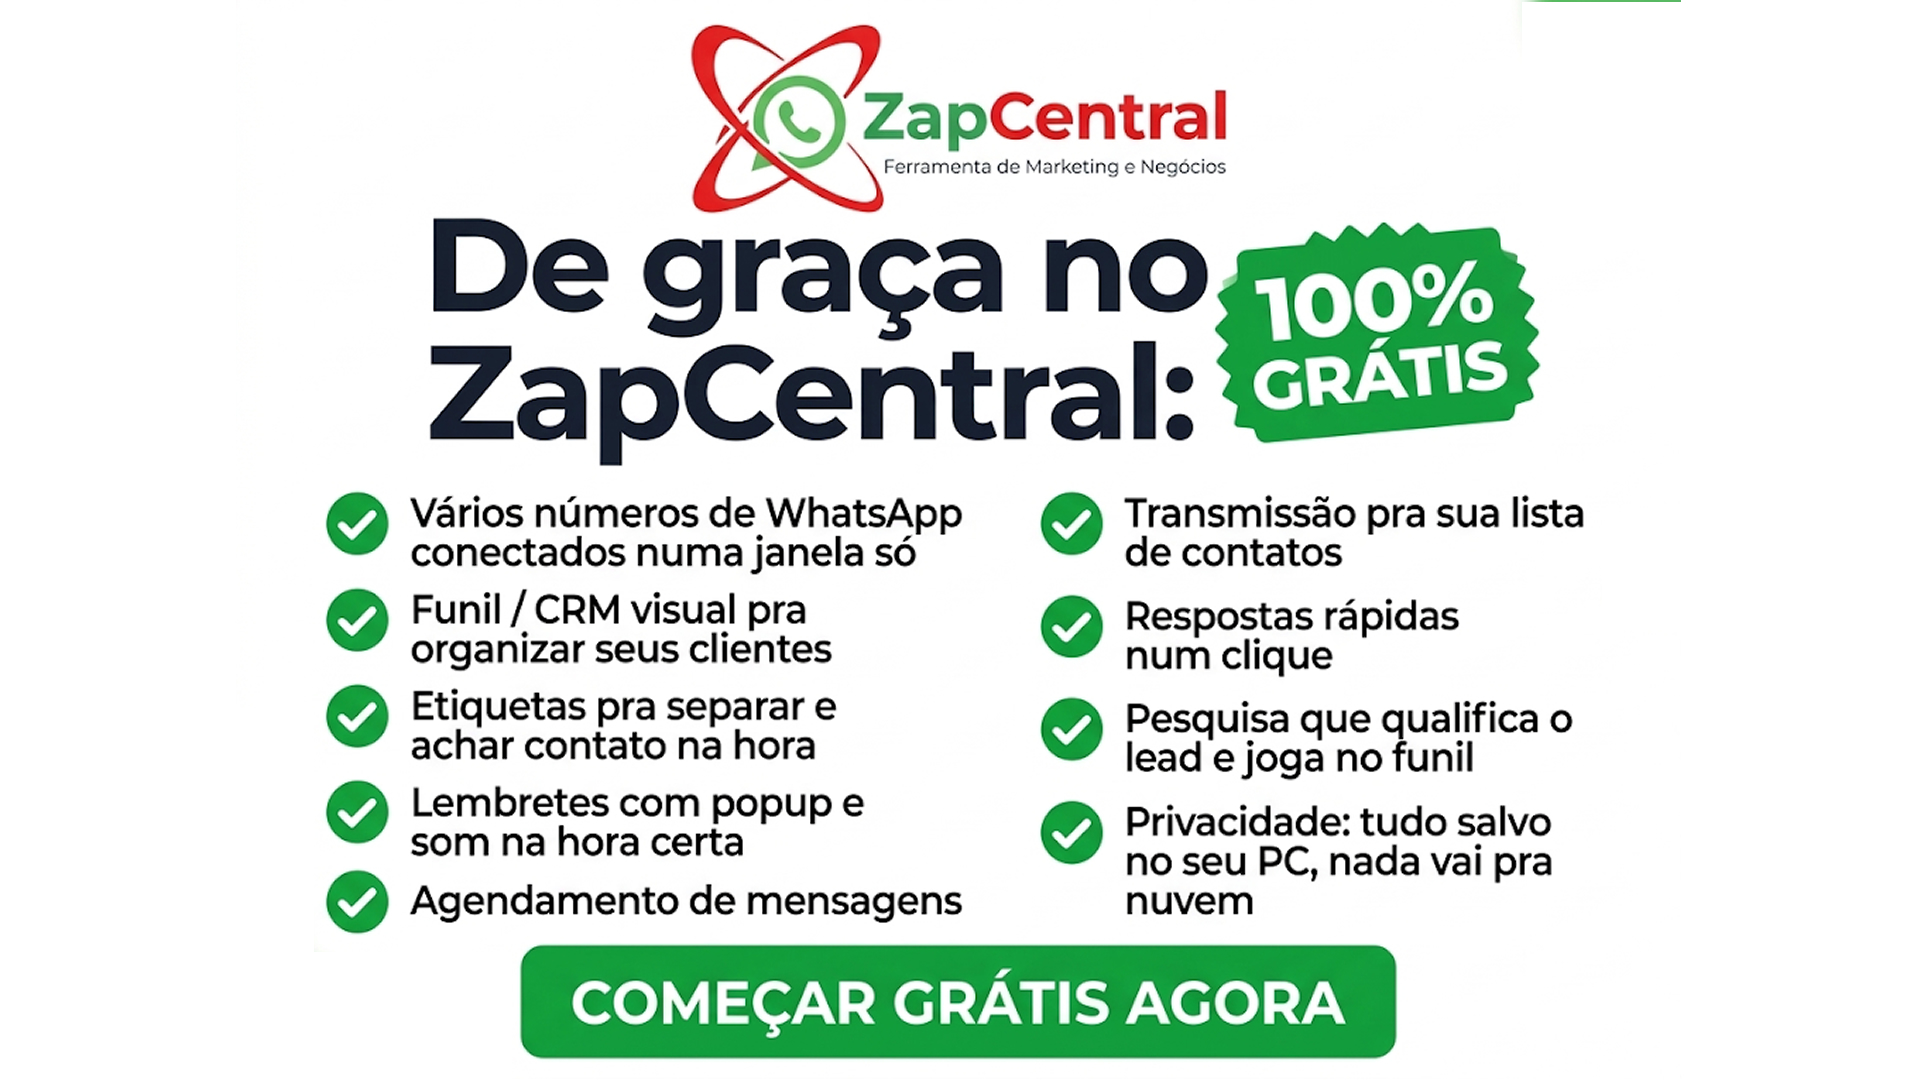 ZapCentral
Ferramenta de Marketing e Negócios
De graça no
ZapCentral:
100%
GRÁTIS
Vários números de WhatsApp
conectados numa janela só
Funil / CRM visual pra
organizar seus clientes
Etiquetas pra separar e
achar contato na hora
Lembretes com popup e
som na hora certa
Agendamento de mensagens
Transmissão pra sua lista
de contatos
Respostas rápidas
num clique
Pesquisa que qualifica o
lead e joga no funil
Privacidade: tudo salvo
no seu PC, nada vai pra
nuvem
COMEÇAR GRÁTIS AGORA